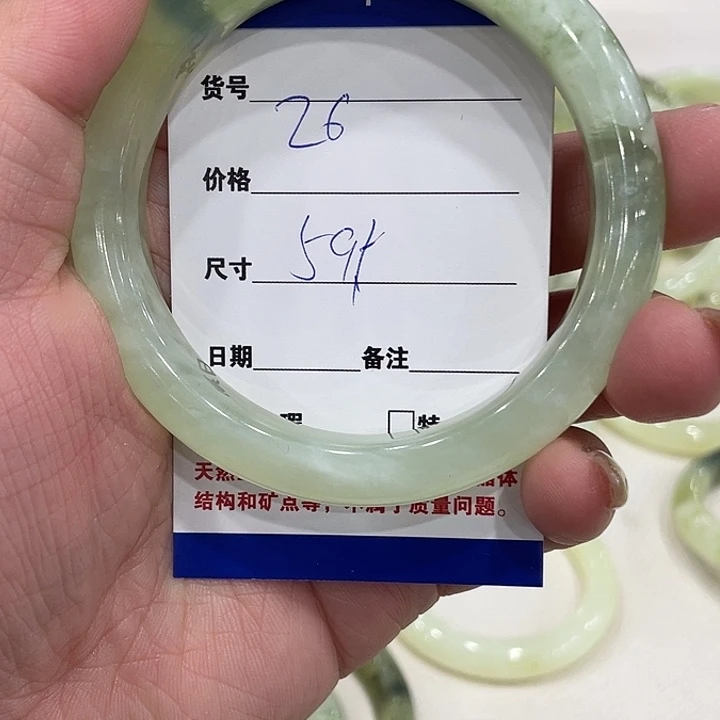 货号 26
价格
尺寸 59
日期 备注
特
天然
结构和矿点等，不属于质量问题。